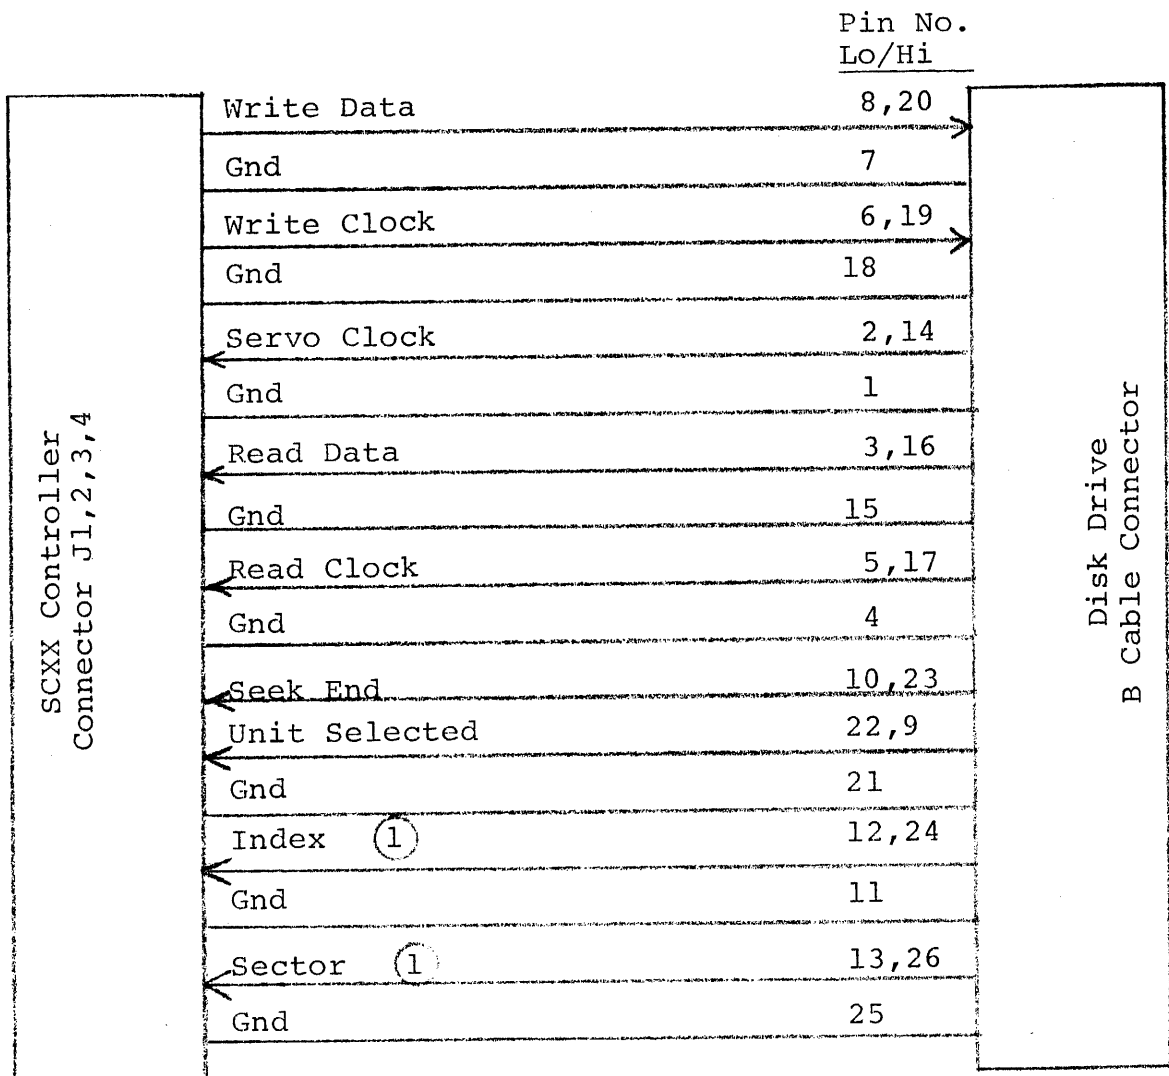 Pin No.
Lo/Hi
Write Data 8,20
Gnd 7
Write Clock 6,19
Gnd 18
Servo Clock 2,14
Gnd 1
Read Data 3,16
Gnd 15
Read Clock 5,17
Gnd 4
Seek End 10,23
Unit Selected 22,9
Gnd 21
Index 1 12,24
Gnd 11
Sector 1 13,26
Gnd 25
SCXX Controller
Connector J1,2,3,4
Disk Drive
B Cable Connector